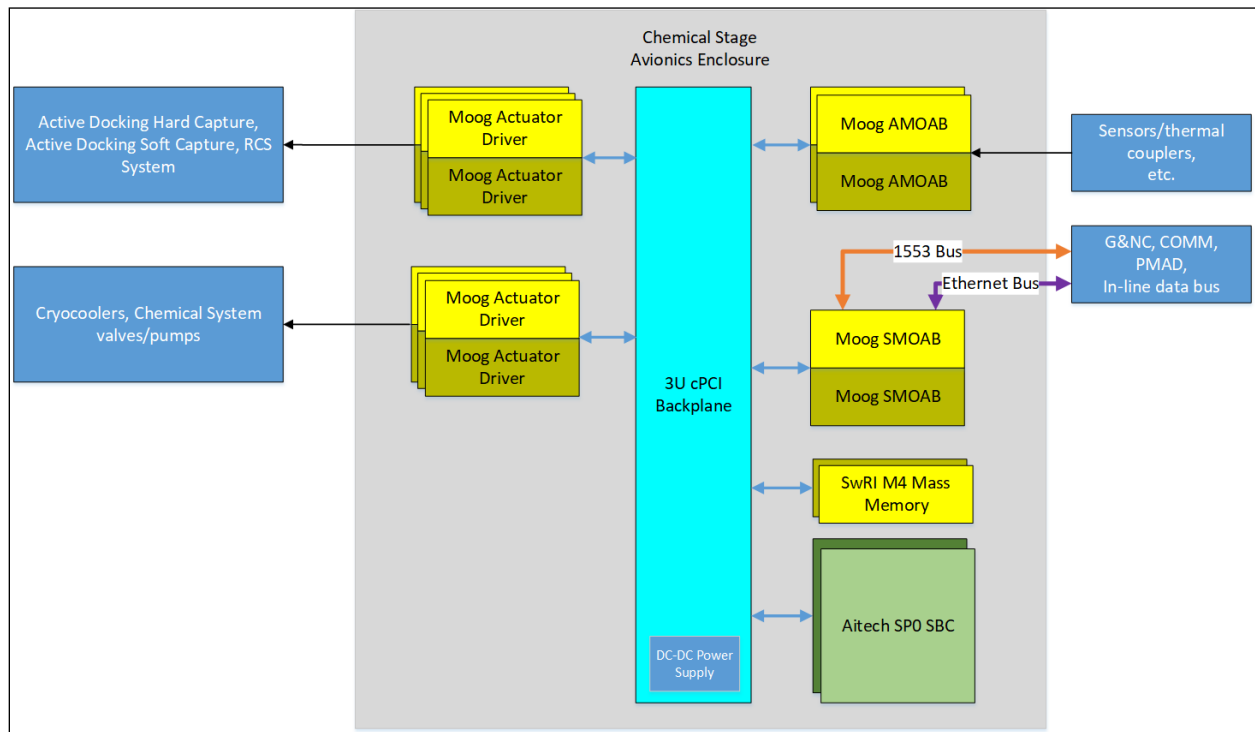 Chemical Stage
Avionics Enclosure
Active Docking Hard Capture,
Active Docking Soft Capture, RCS
System
Moog Actuator
Driver
Moog Actuator
Driver
Cryocoolers, Chemical System
valves/pumps
Moog Actuator
Driver
Moog Actuator
Driver
3U cPCI
Backplane
DC-DC Power
Supply
Moog AMOAB
Moog AMOAB
Sensors/thermal
couplers,
etc.
1553 Bus
Ethernet Bus
G&NC, COMM,
PMAD,
In-line data bus
Moog SMOAB
Moog SMOAB
SwRI M4 Mass
Memory
Aitech SP0 SBC